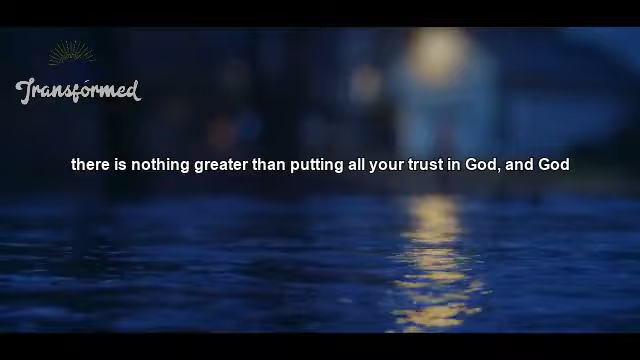 Transformed
there is nothing greater than putting all your trust in God, and God